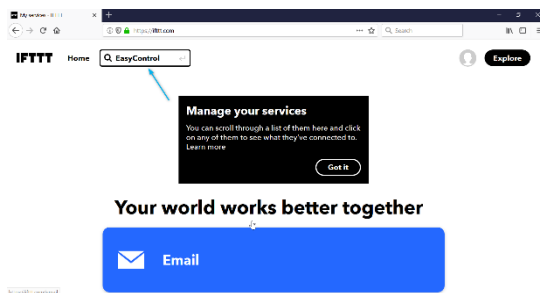 My services - IFTTT
https://ifttt.com
Search
IFTTT Home EasyControl Explore
Manage your services
You can scroll through a list of them here and click
on any of them to see what they've connected to.
Learn more
Got it
Your world works better together
Email